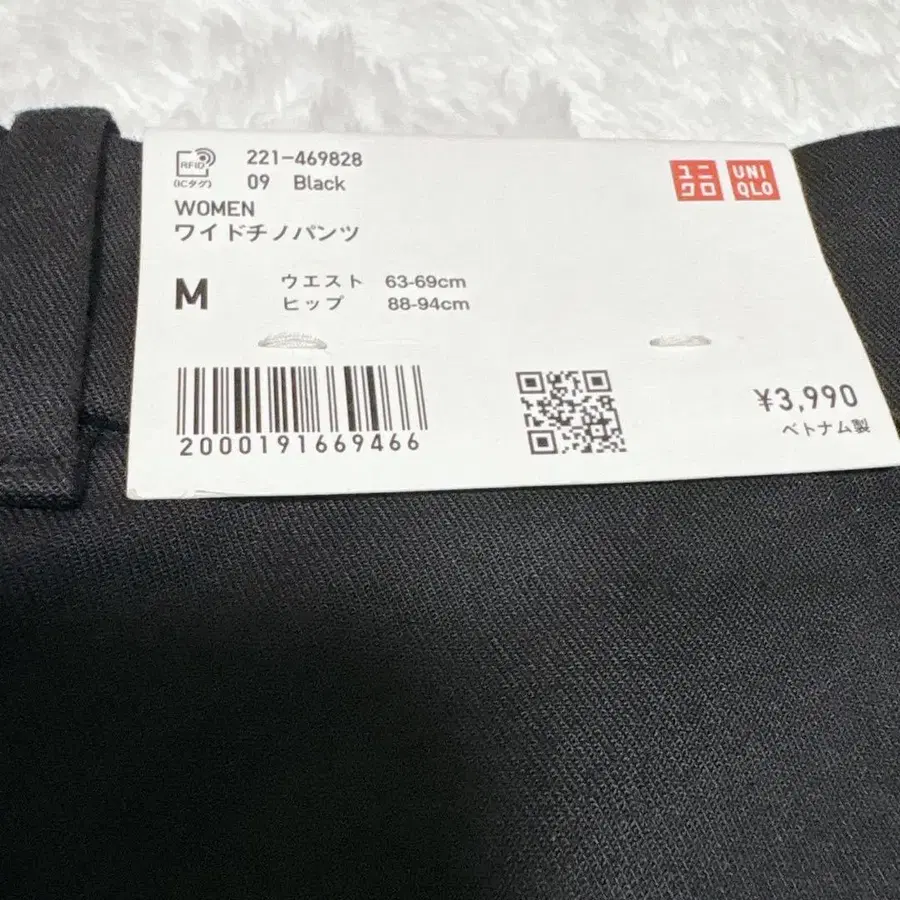 RFID
(ICタグ)
221-469828
09 Black
ユニ
クロ
UNI
QLO
WOMEN
ワイドチノパンツ
M
ウエスト 63-69cm
ヒップ 88-94cm
2000191669466
¥3,990
ベトナム製